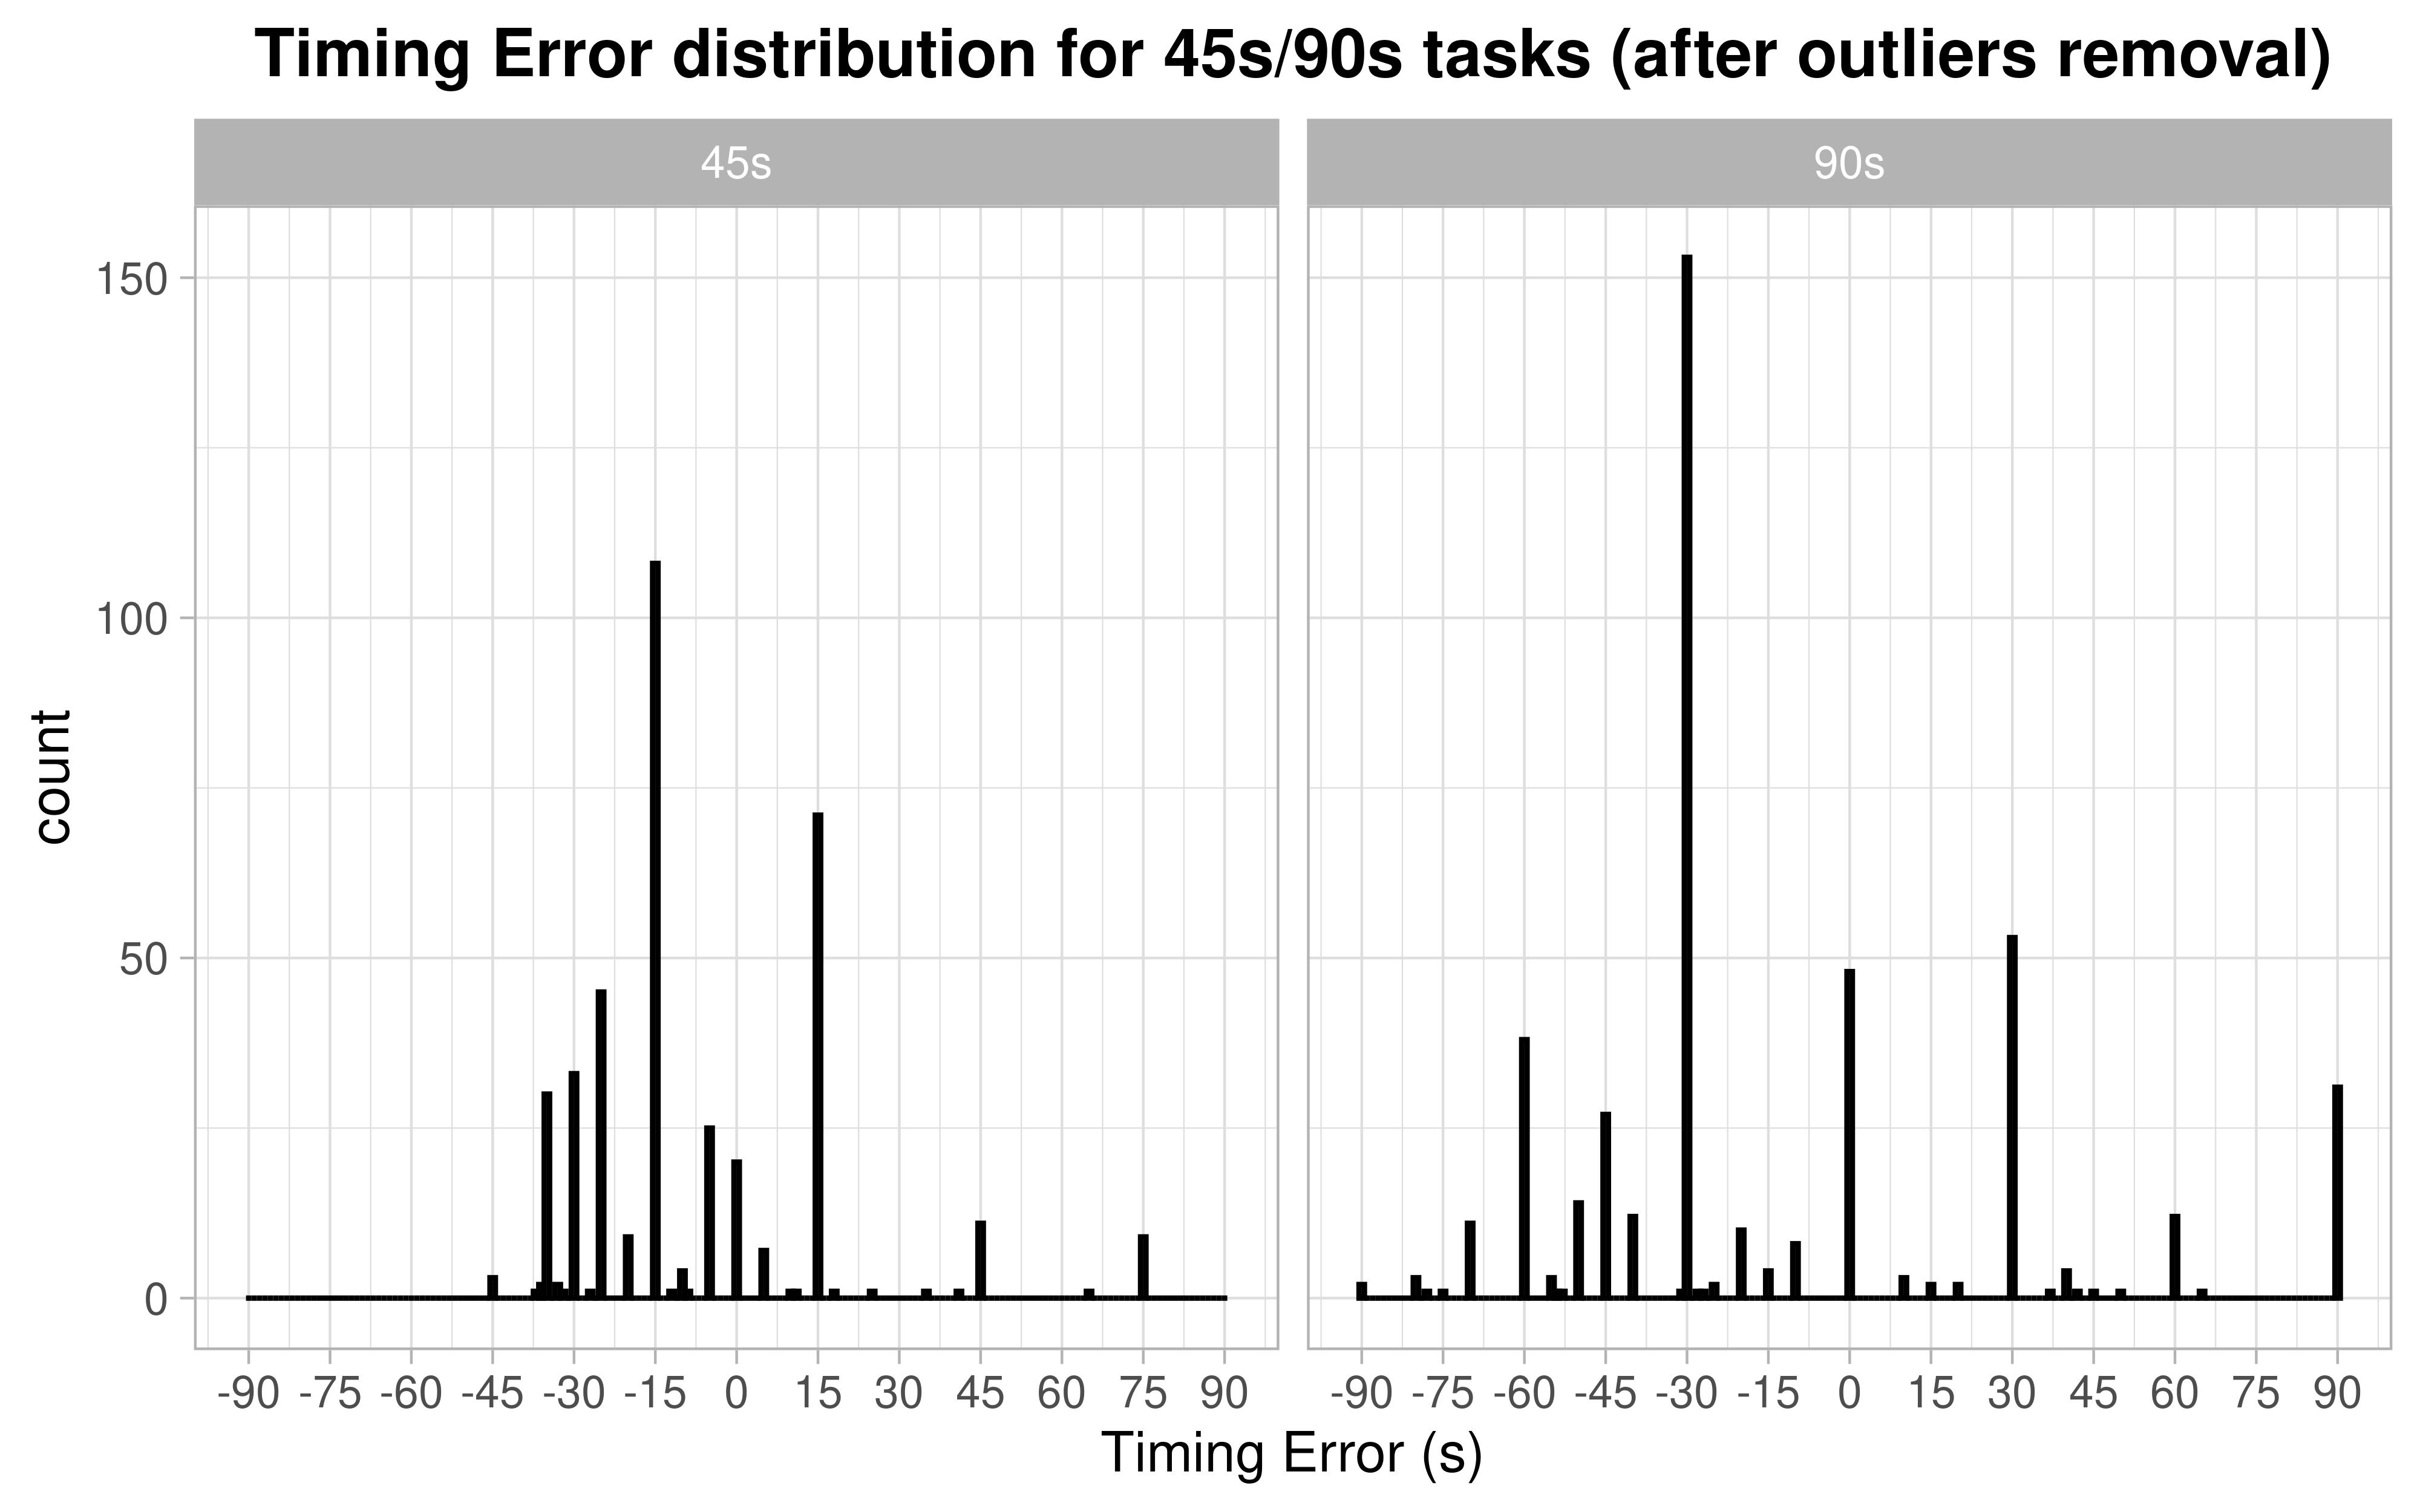 Timing Error distribution for 45s/90s tasks (after outliers removal)
45s 90s
150
100
50
0
count
-90 -75 -60 -45 -30 -15 0 15 30 45 60 75 90 -90 -75 -60 -45 -30 -15 0 15 30 45 60 75 90
Timing Error (s)